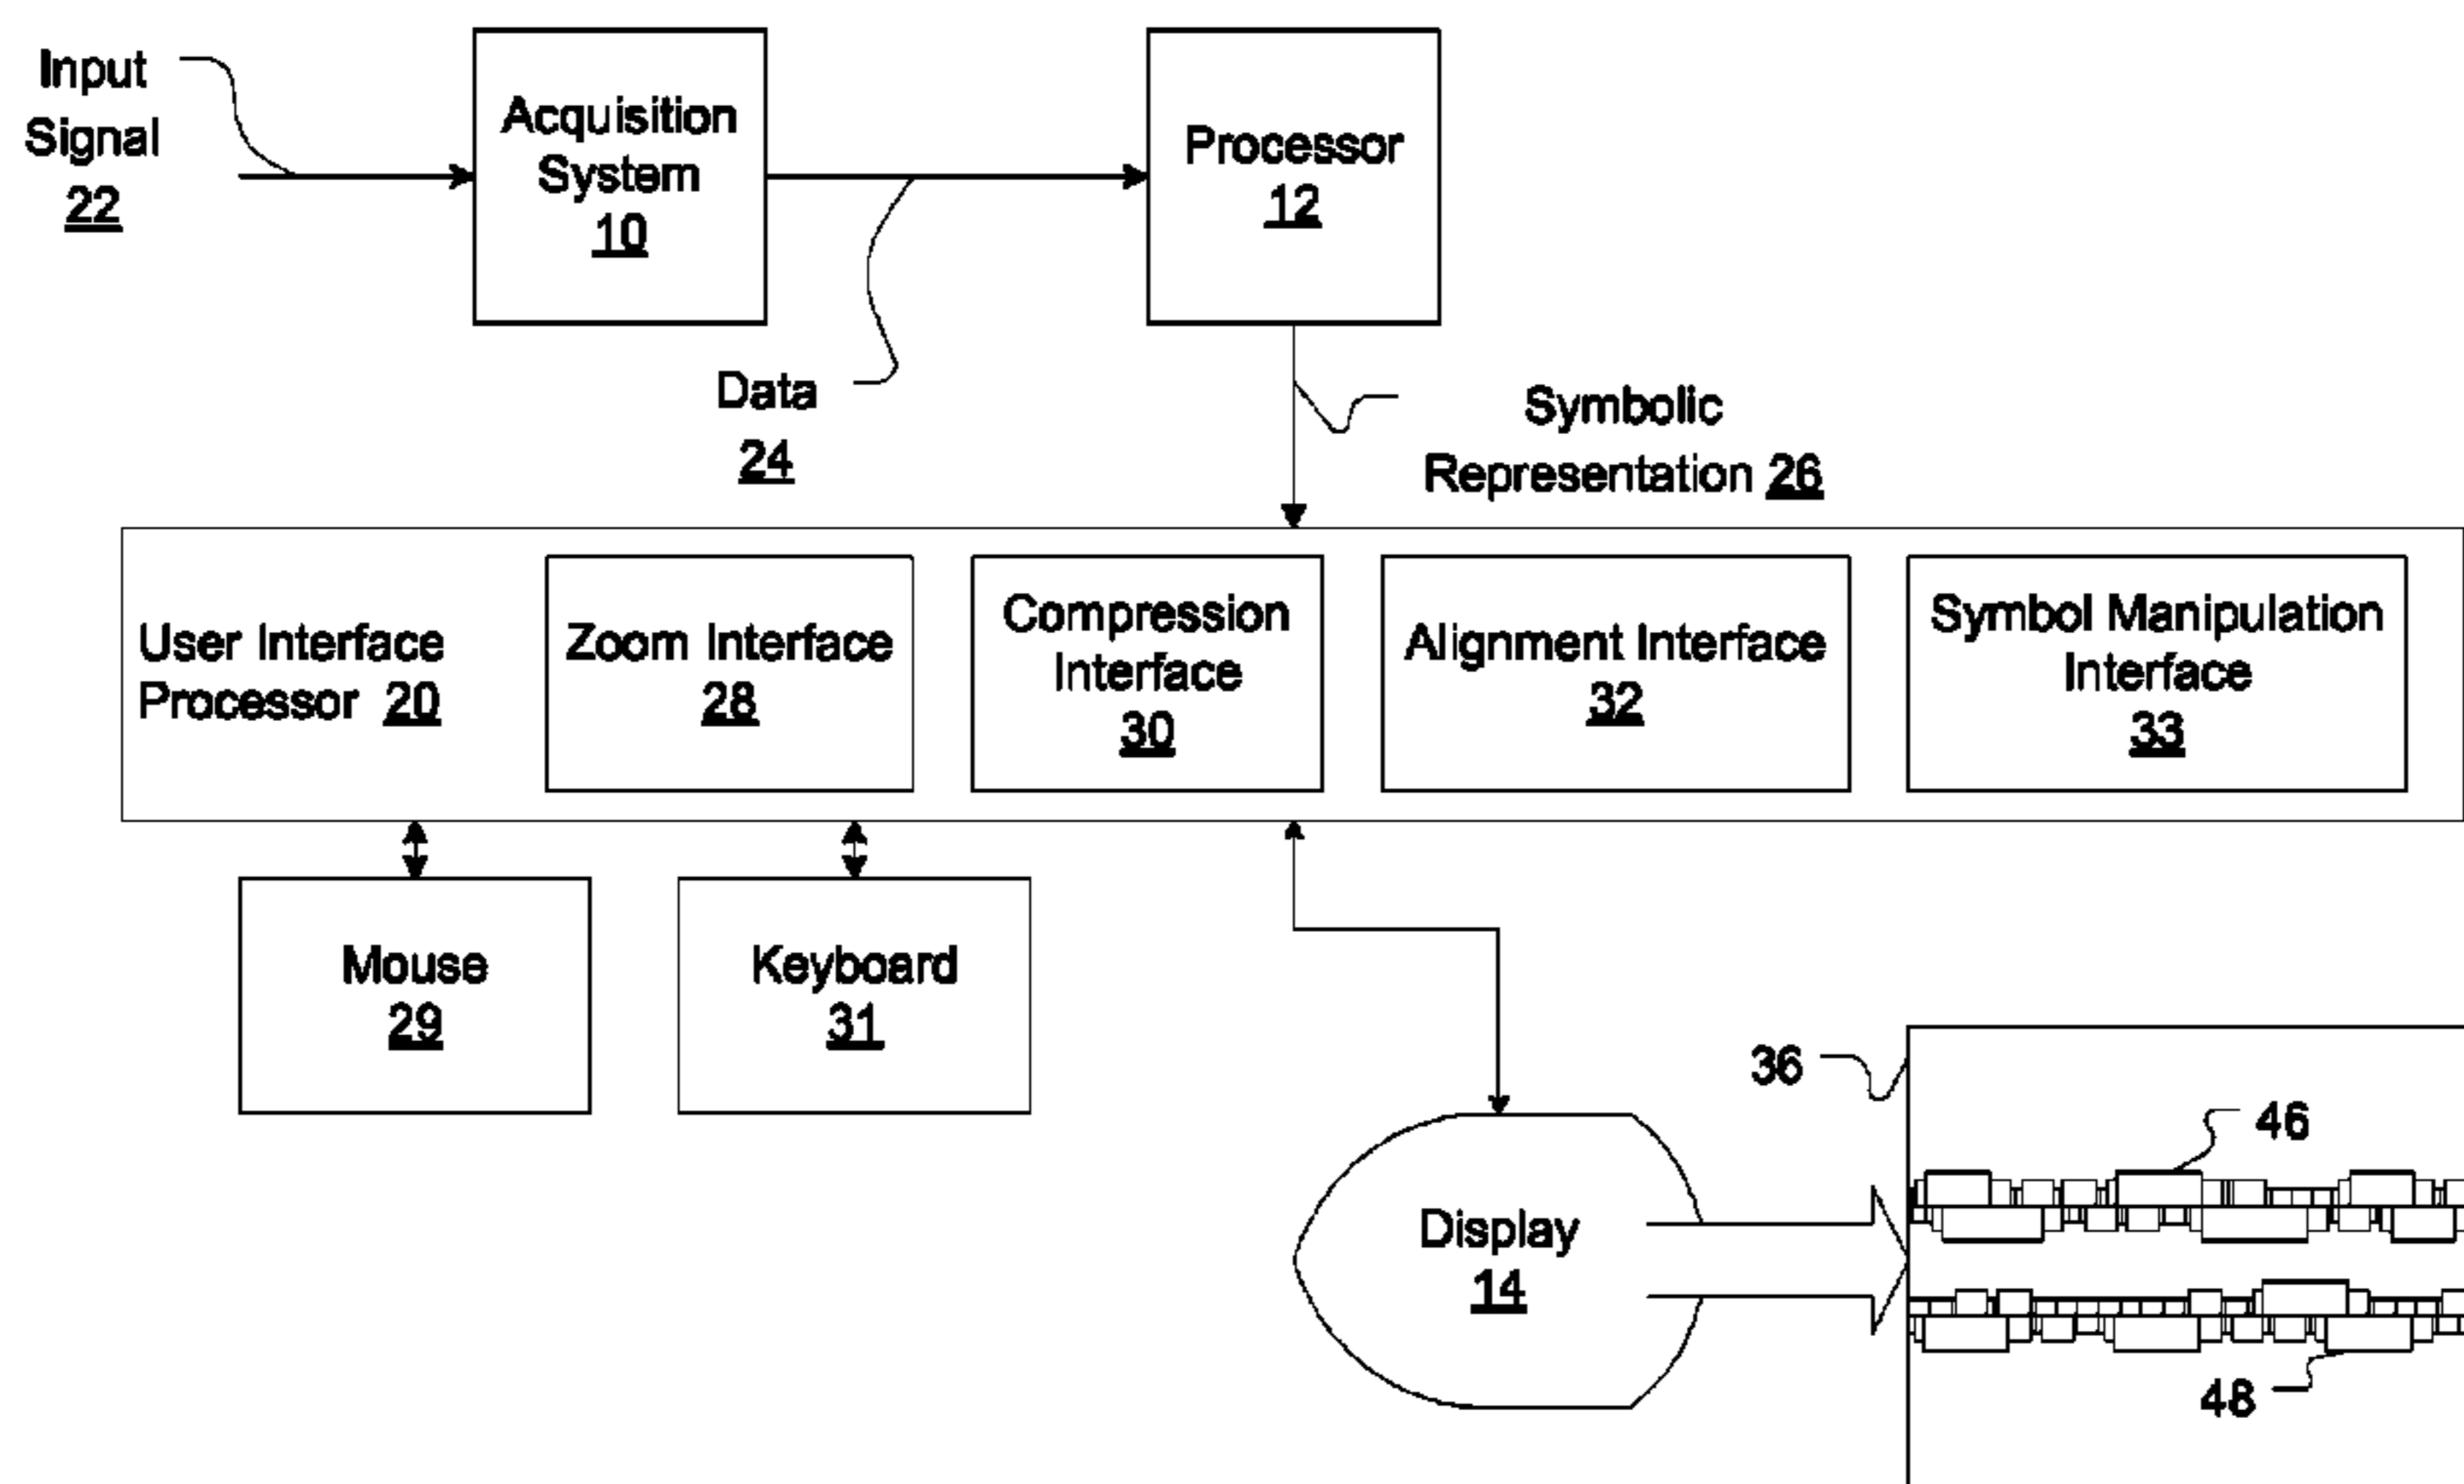 Input
Signal
22
Acquisition
System
10
Processor
12
Data
24
Symbolic
Representation 26
User Interface
Processor 20
Zoom Interface
28
Compression
Interface
30
Alignment Interface
32
Symbol Manipulation
Interface
33
Mouse
29
Keyboard
31
Display
14
36
46
48